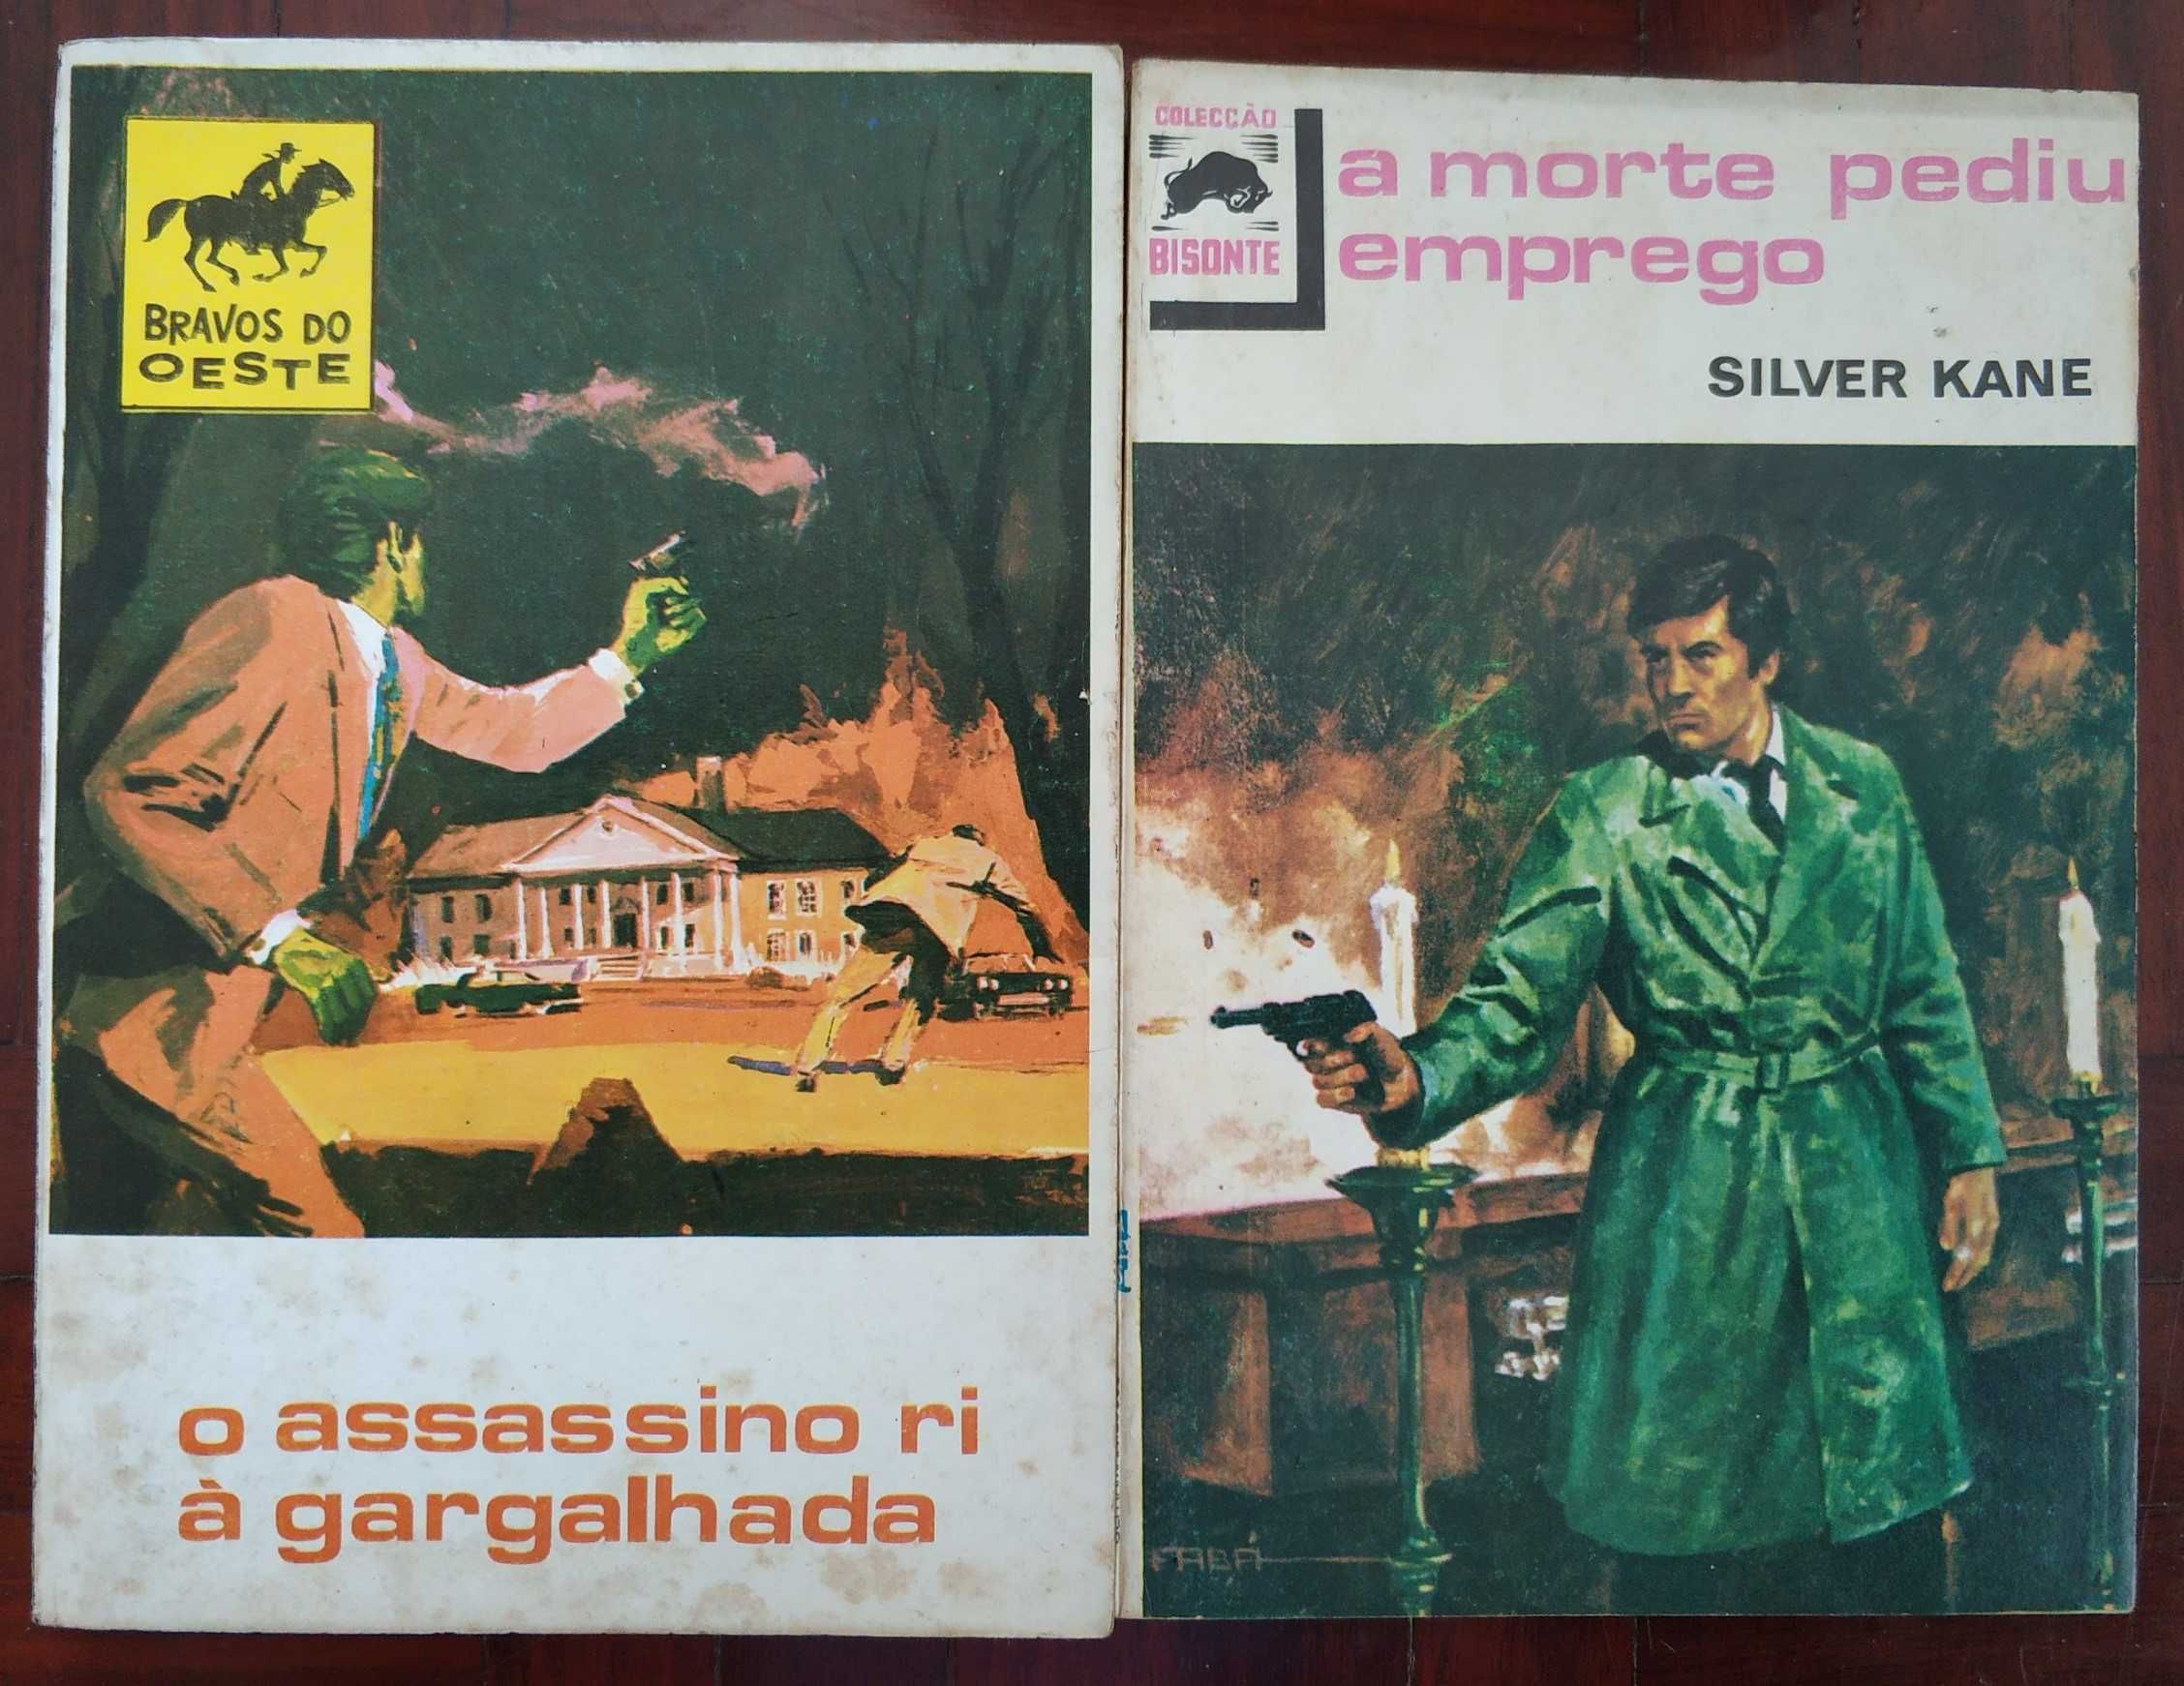 BRAVOS DO
OESTE
o assassino ri
à gargalhada
COLECÇÃO
BISONTE
a morte pediu
emprego
SILVER KANE
FABÁ